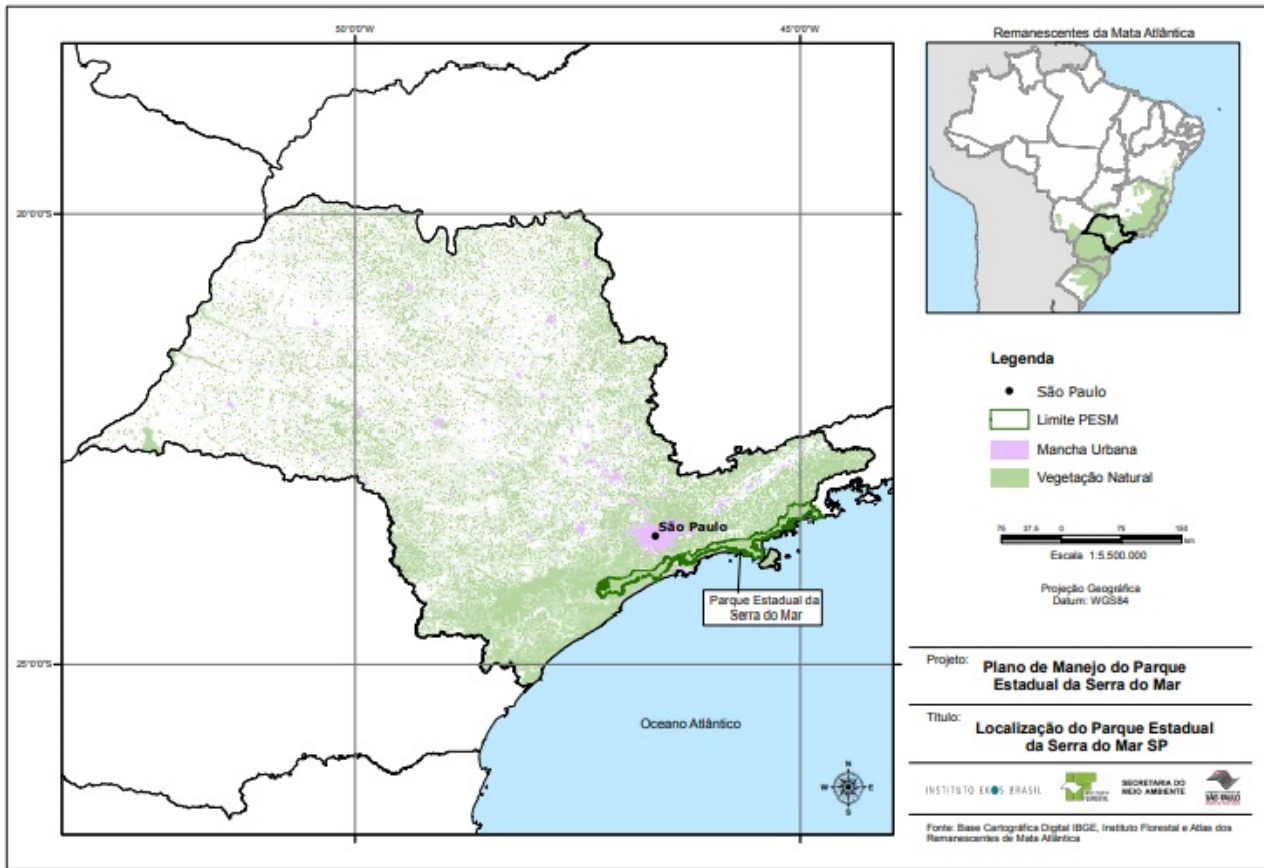 50°0'0"W
45°0'0"W
20°0'0"S
25°0'0"S
São Paulo
Parque Estadual da
Serra do Mar
Oceano Atlântico
N
W
E
S
Remanescentes da Mata Atlântica
Legenda
São Paulo
Limite PESM
Mancha Urbana
Vegetação Natural
75 37.5 0 75 150
km
Escala 1:5.500.000
Projeção Geográfica
Datum: WGS84
Projeto:
Plano de Manejo do Parque
Estadual da Serra do Mar
Título:
Localização do Parque Estadual
da Serra do Mar SP
INSTITUTO EKOS BRASIL
SECRETARIA DO
MEIO AMBIENTE
SÃO PAULO
Fonte: Base Cartográfica Digital IBGE, Instituto Florestal e Atlas dos
Remanescentes de Mata Atlântica